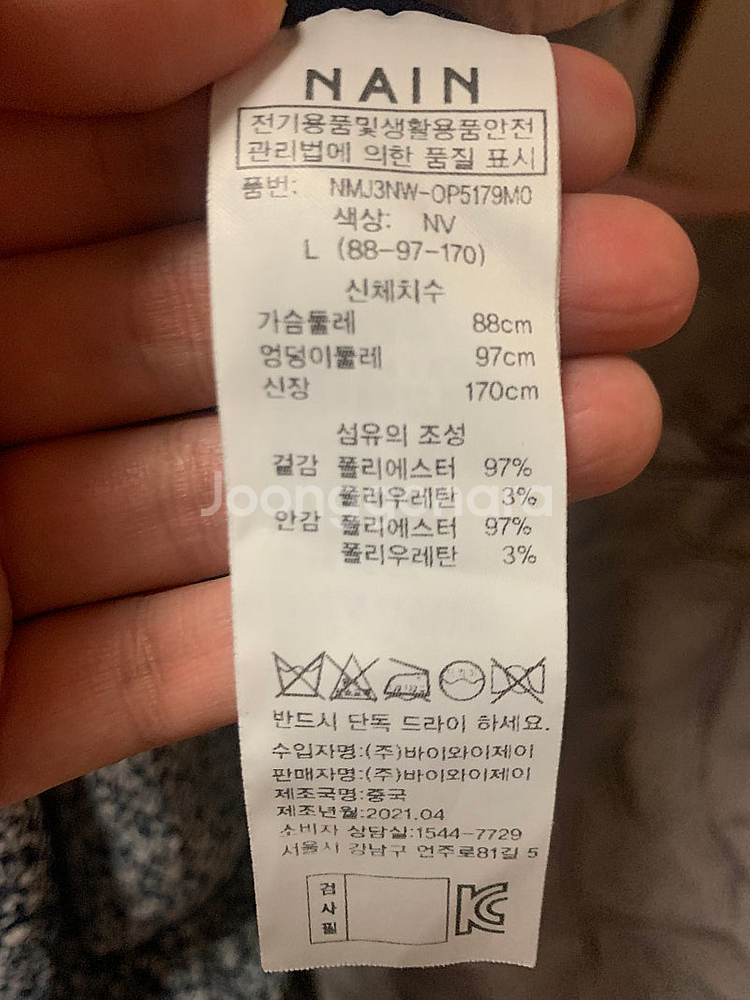 NAIN
전기용품및생활용품안전
관리법에 의한 품질 표시
품번: NMJ3NW-OP5179M0
색상: NV
L (88-97-170)
신체치수
가슴둘레 88cm
엉덩이둘레 97cm
신장 170cm
섬유의 조성
겉감 폴리에스터 97%
폴리우레탄 3%
안감 폴리에스터 97%
폴리우레탄 3%
Joonggonara
반드시 단독 드라이 하세요.
수입자명:(주)바이와이제이
판매자명:(주)바이와이제이
제조국명:중국
제조년월:2021.04
소비자 상담실:1544-7729
서울시 강남구 언주로81길 5
검사필
KC